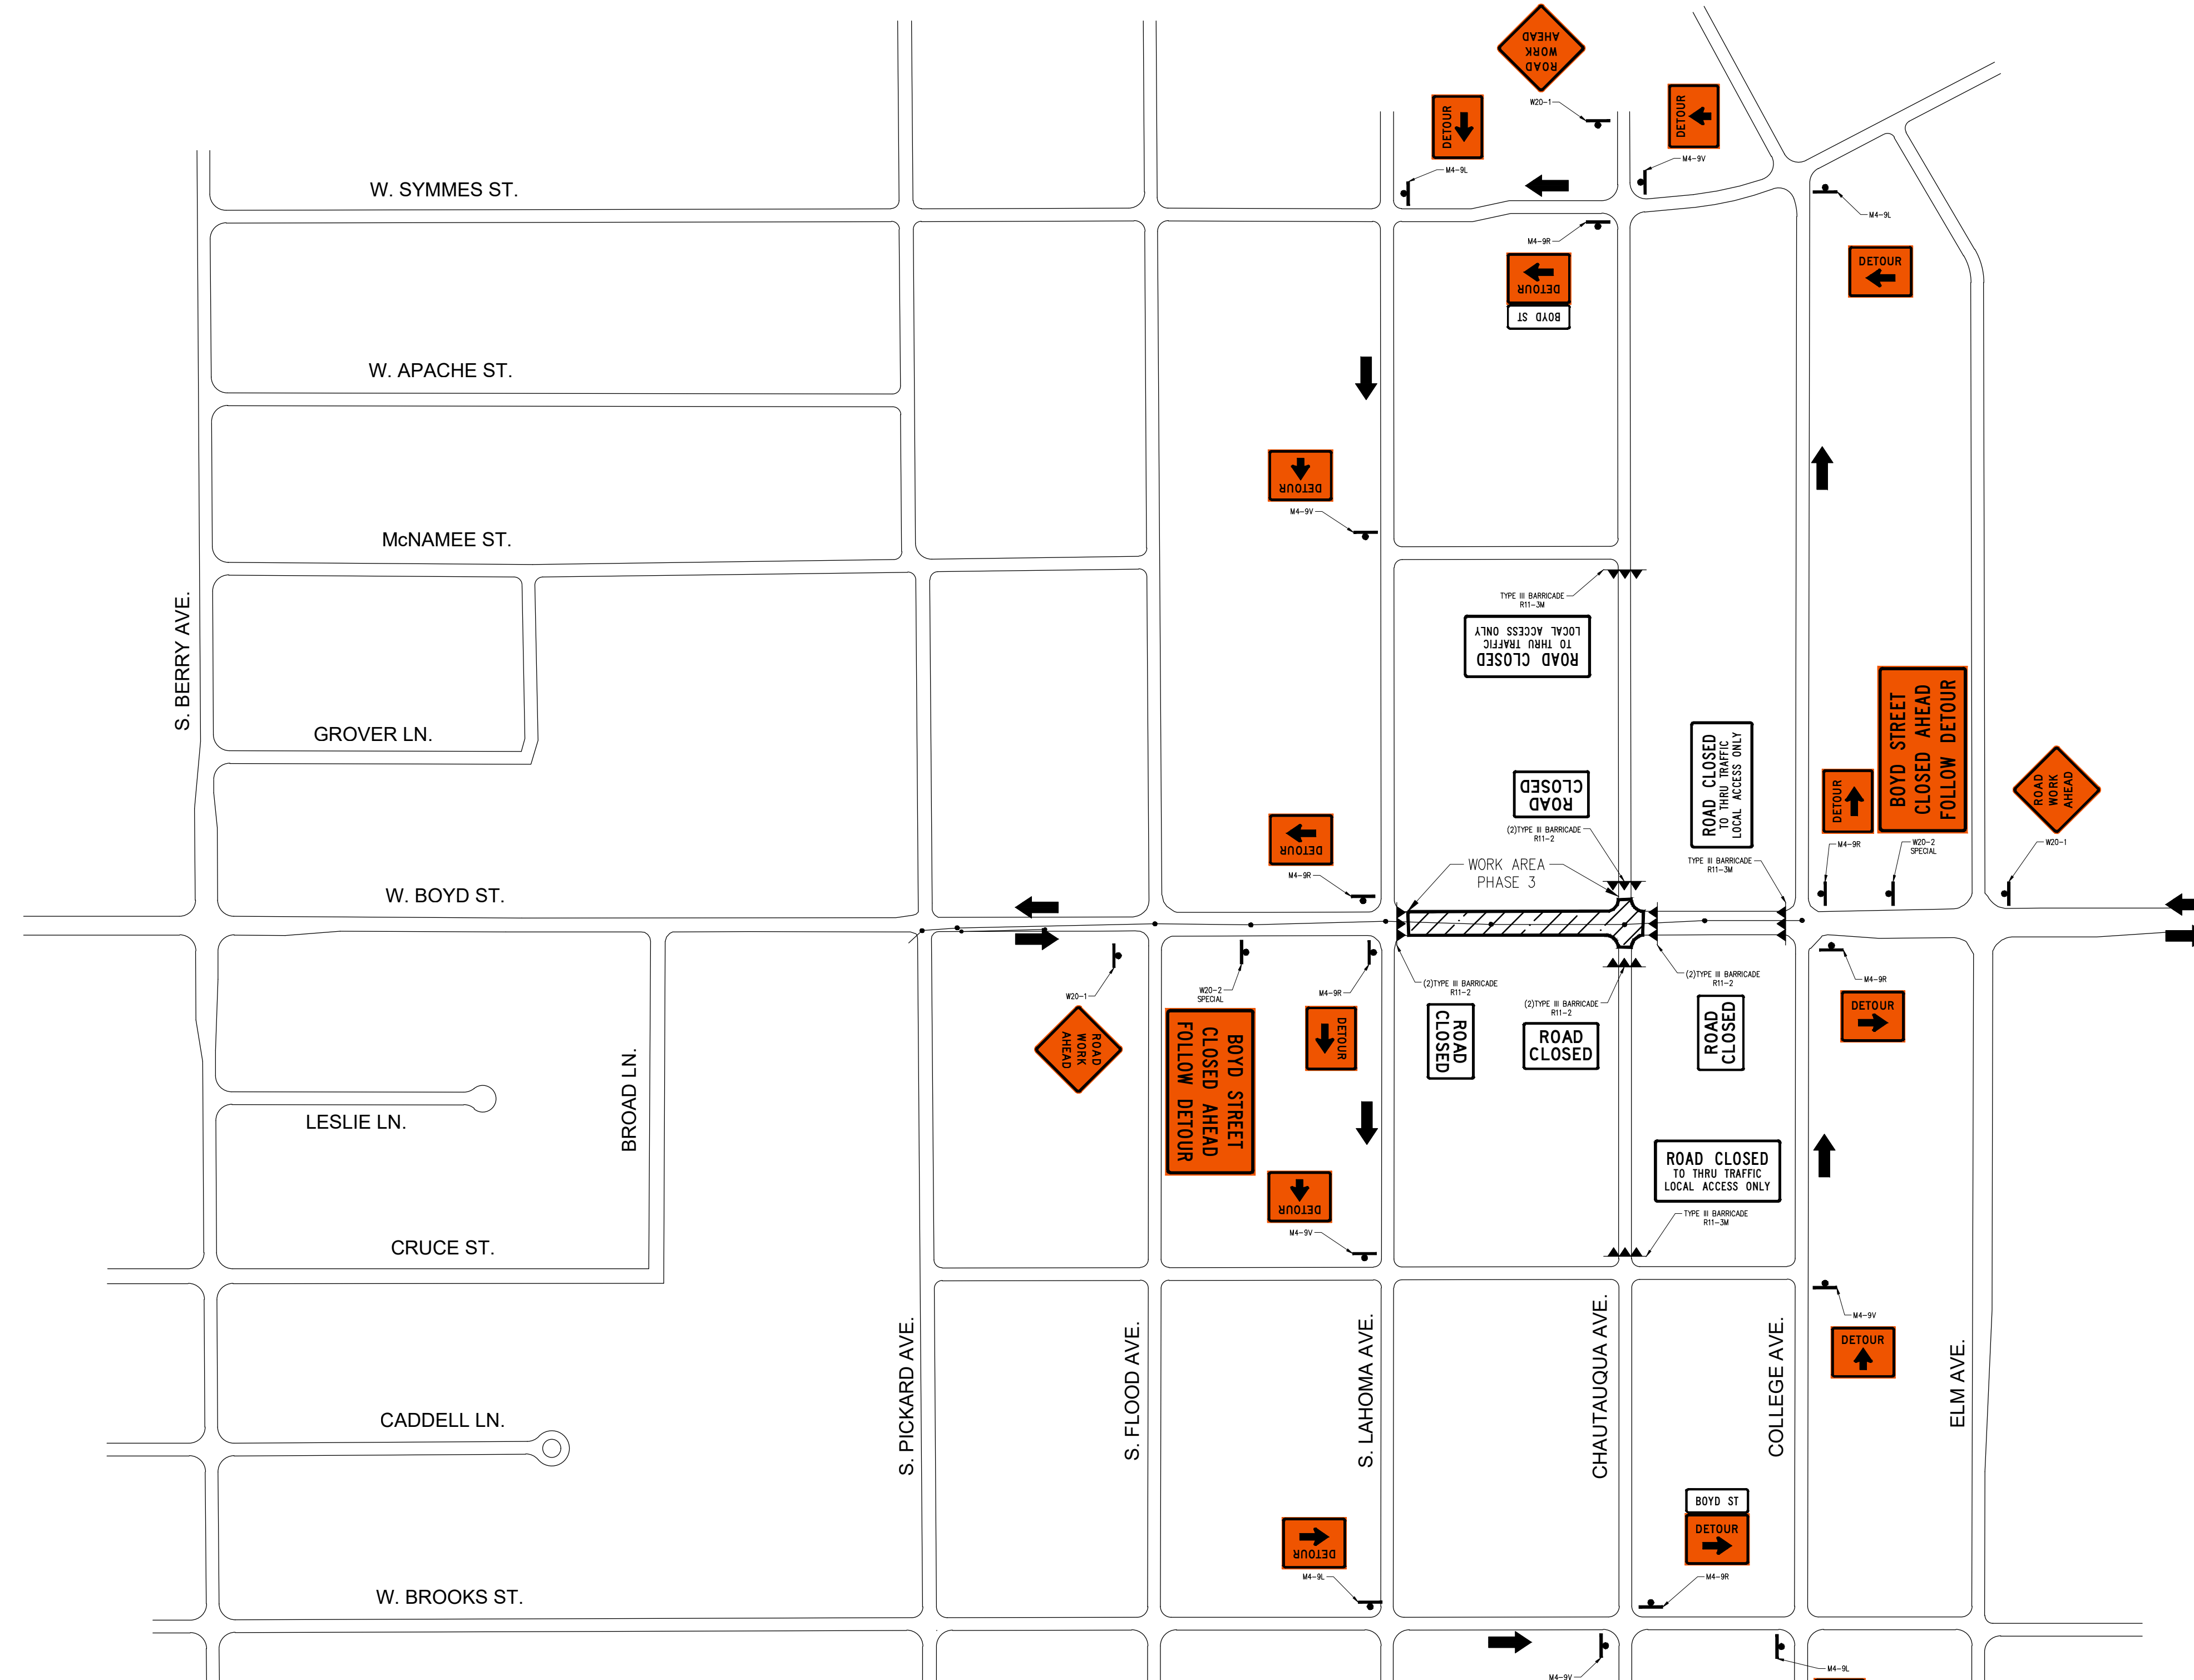 ROAD
WORK
AHEAD
W20-1
DETOUR
M4-9L
DETOUR
M4-9V
W. SYMMES ST.
M4-9L
M4-9R
DETOUR
BOYD ST
DETOUR
W. APACHE ST.
DETOUR
M4-9V
McNAMEE ST.
TYPE III BARRICADE
R11-3M
ROAD CLOSED
TO THRU TRAFFIC
LOCAL ACCESS ONLY
S. BERRY AVE.
GROVER LN.
ROAD CLOSED
TO THRU TRAFFIC
LOCAL ACCESS ONLY
TYPE III BARRICADE
R11-3M
BOYD STREET
CLOSED AHEAD
FOLLOW DETOUR
W20-2
SPECIAL
DETOUR
M4-9R
ROAD
WORK
AHEAD
W20-1
ROAD
CLOSED
(2)TYPE III BARRICADE
R11-2
DETOUR
M4-9R
WORK AREA
PHASE 3
W. BOYD ST.
W20-1
ROAD
WORK
AHEAD
W20-2
SPECIAL
BOYD STREET
CLOSED AHEAD
FOLLOW DETOUR
M4-9R
DETOUR
(2)TYPE III BARRICADE
R11-2
ROAD
CLOSED
(2)TYPE III BARRICADE
R11-2
ROAD
CLOSED
(2)TYPE III BARRICADE
R11-2
ROAD
CLOSED
M4-9R
DETOUR
BROAD LN.
LESLIE LN.
DETOUR
M4-9V
ROAD CLOSED
TO THRU TRAFFIC
LOCAL ACCESS ONLY
TYPE III BARRICADE
R11-3M
CRUCE ST.
M4-9V
DETOUR
S. PICKARD AVE.
S. FLOOD AVE.
S. LAHOMA AVE.
CHAUTAUQUA AVE.
COLLEGE AVE.
ELM AVE.
CADDELL LN.
BOYD ST
DETOUR
M4-9R
DETOUR
M4-9L
W. BROOKS ST.
M4-9V
M4-9L